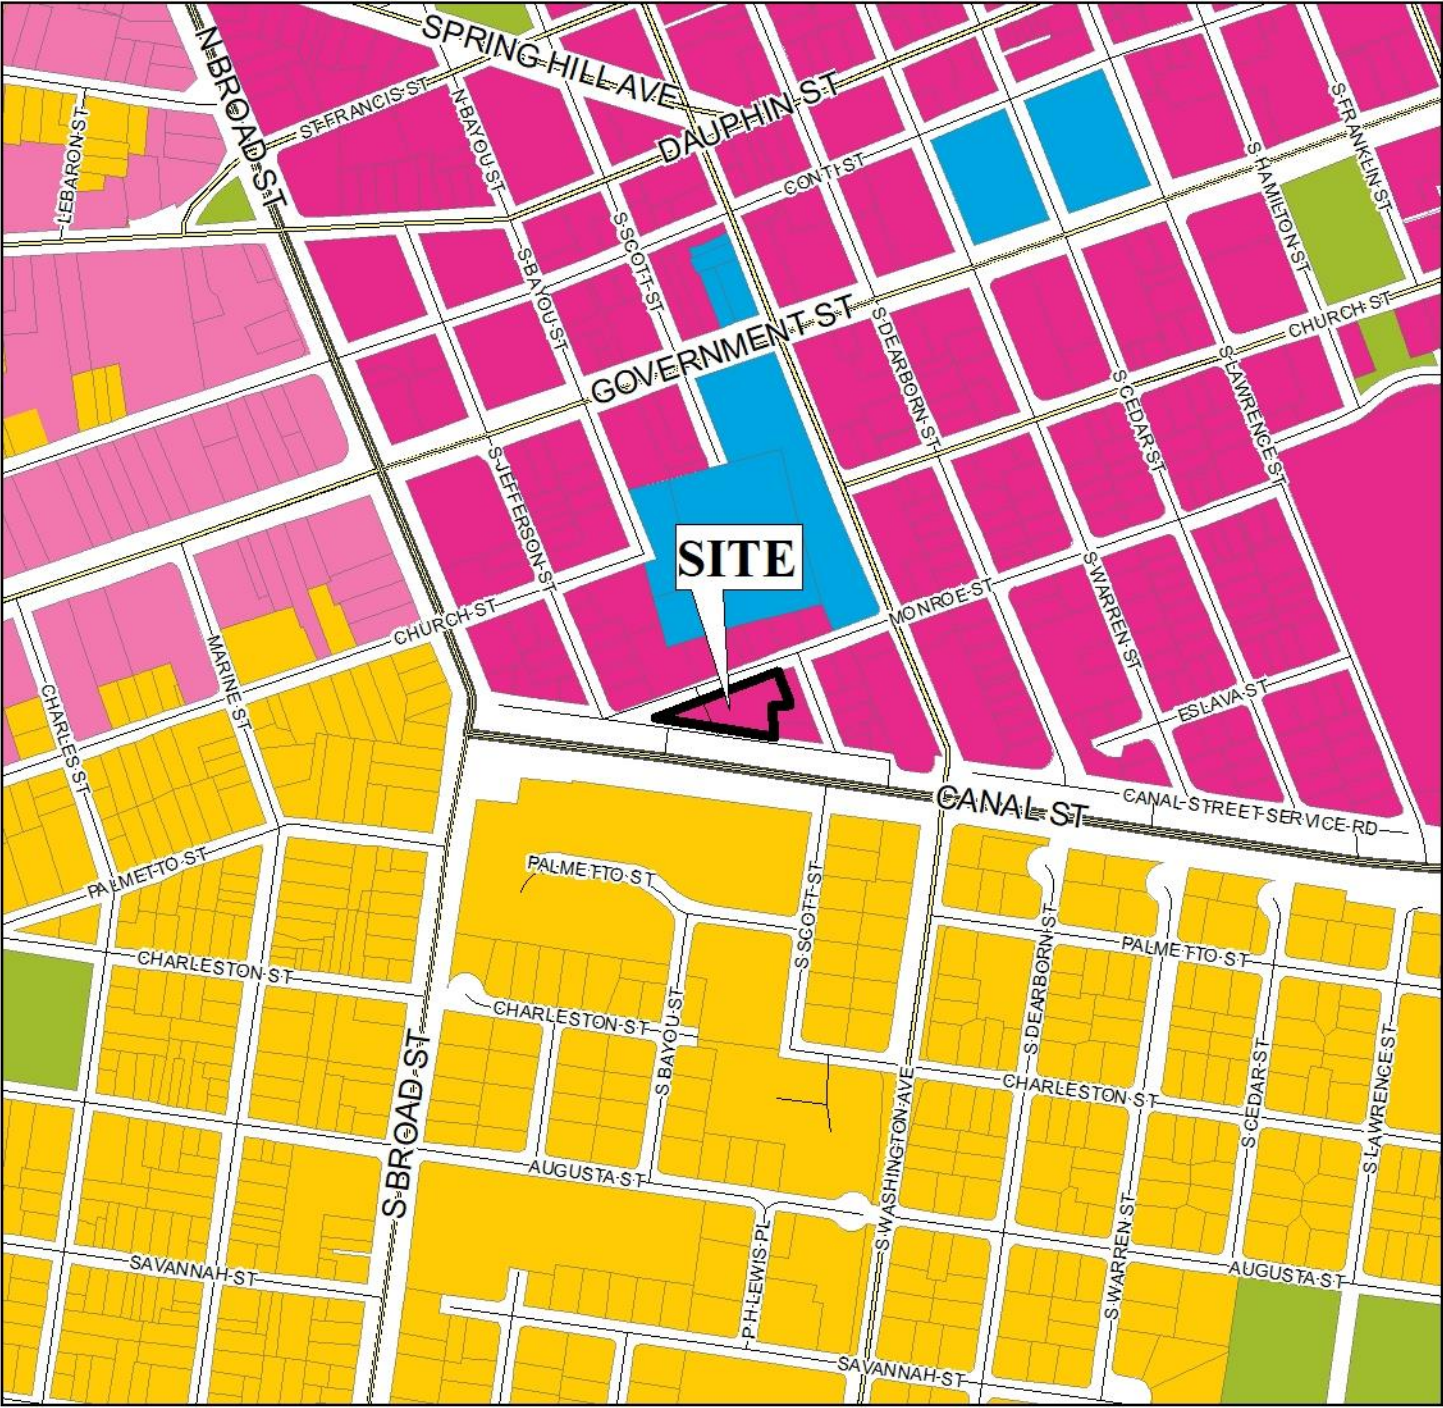 SPRING HILL AVE
N BROAD ST
ST FRANCIS ST
N BAYOU ST
DAUPHIN ST
LEBARON ST
CONTI ST
S FRANKLIN ST
S HAMILTON ST
S SCOTT ST
S BAYOU ST
GOVERNMENT ST
S DEARBORN ST
CHURCH ST
S LAWRENCE ST
S CEDAR ST
S JEFFERSON ST
SITE
S WARREN ST
MONROE ST
CHURCH ST
MARINE ST
CHARLES ST
ESLAVA ST
CANAL ST
CANAL STREET SERVICE RD
PALMETTO ST
PALMETTO ST
S SCOTT ST
S DEARBORN ST
PALMETTO ST
CHARLESTON ST
CHARLESTON ST
S BAYOU ST
S BROAD ST
CHARLESTON ST
S WASHINGTON AVE
S CEDAR ST
S LAWRENCE ST
AUGUSTA ST
P H LEWIS PL
S WARREN ST
AUGUSTA ST
SAVANNAH ST
SAVANNAH ST